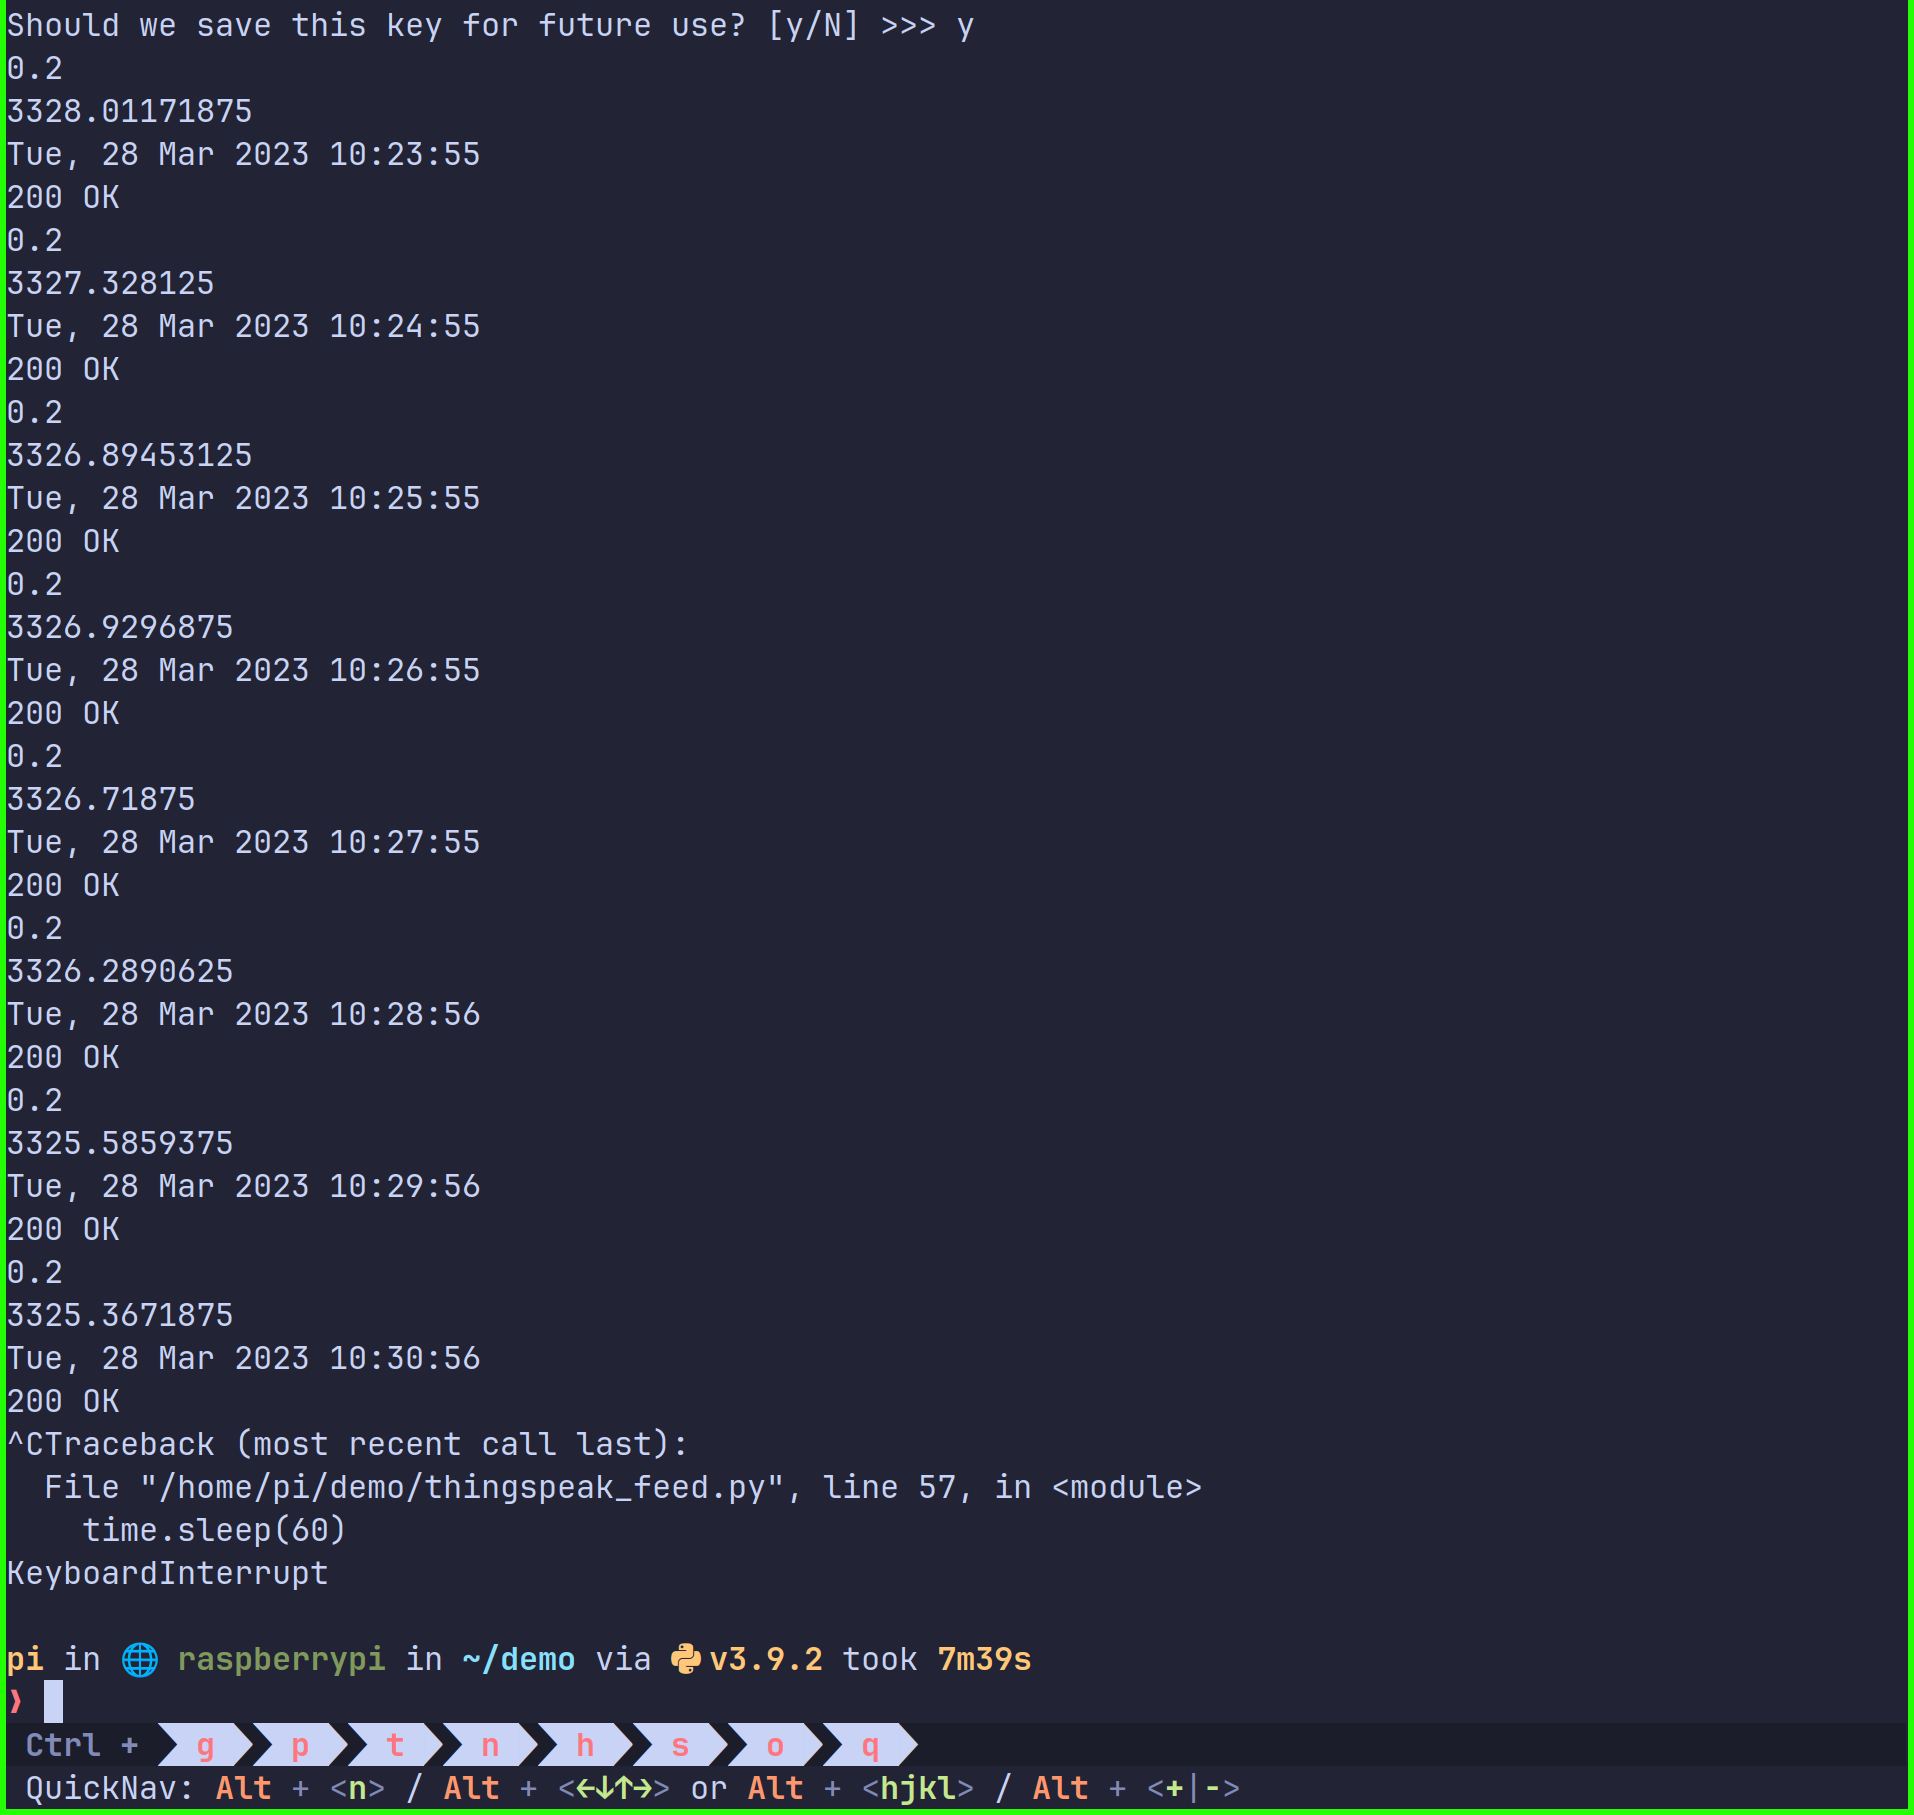 Should we save this key for future use? [y/N] >>> y
0.2
3328.01171875
Tue, 28 Mar 2023 10:23:55
200 OK
0.2
3327.328125
Tue, 28 Mar 2023 10:24:55
200 OK
0.2
3326.89453125
Tue, 28 Mar 2023 10:25:55
200 OK
0.2
3326.9296875
Tue, 28 Mar 2023 10:26:55
200 OK
0.2
3326.71875
Tue, 28 Mar 2023 10:27:55
200 OK
0.2
3326.2890625
Tue, 28 Mar 2023 10:28:56
200 OK
0.2
3325.5859375
Tue, 28 Mar 2023 10:29:56
200 OK
0.2
3325.3671875
Tue, 28 Mar 2023 10:30:56
200 OK
^CTraceback (most recent call last):
  File "/home/pi/demo/thingspeak_feed.py", line 57, in <module>
    time.sleep(60)
KeyboardInterrupt
pi in 🌐 raspberrypi in ~/demo via v3.9.2 took 7m39s
❯
Ctrl + g p t n h s o q
QuickNav: Alt + <n> / Alt + <←↓↑→> or Alt + <hjkl> / Alt + <+|->